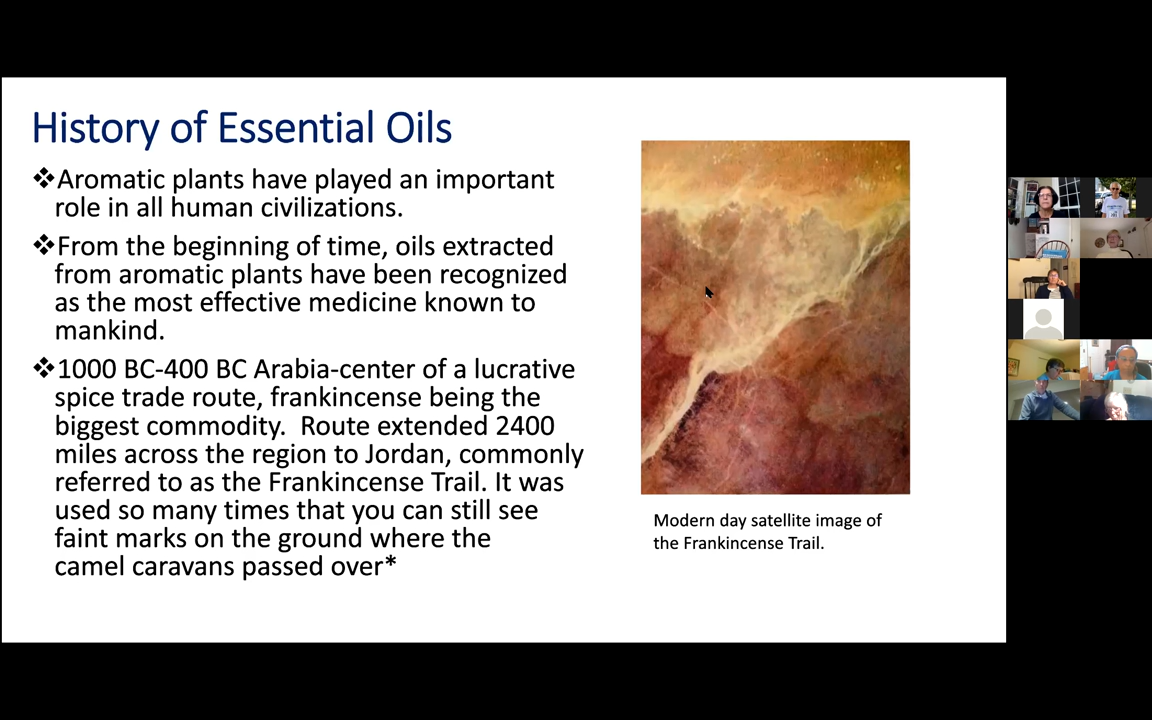 History of Essential Oils
❖Aromatic plants have played an important
role in all human civilizations.
❖From the beginning of time, oils extracted
from aromatic plants have been recognized
as the most effective medicine known to
mankind.
❖1000 BC-400 BC Arabia-center of a lucrative
spice trade route, frankincense being the
biggest commodity.  Route extended 2400
miles across the region to Jordan, commonly
referred to as the Frankincense Trail. It was
used so many times that you can still see
faint marks on the ground where the
camel caravans passed over*
Modern day satellite image of
the Frankincense Trail.